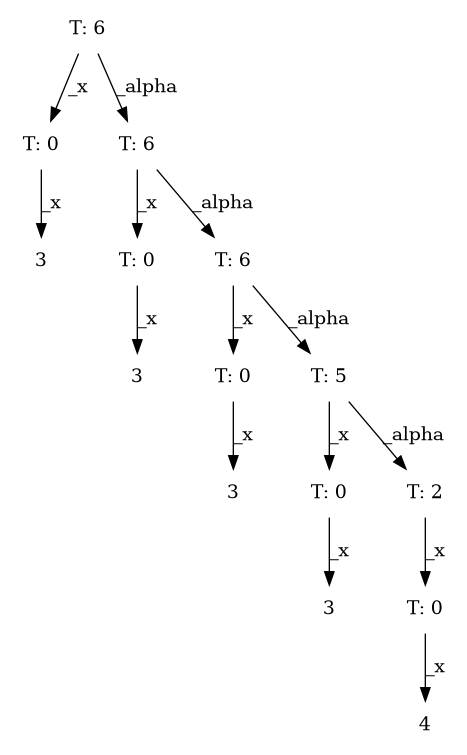 T: 6
_x _alpha
T: 0 T: 6
_x _x _alpha
3 T: 0 T: 6
_x _x _alpha
3 T: 0 T: 5
_x _x _alpha
3 T: 0 T: 2
_x _x
3 T: 0
_x
4